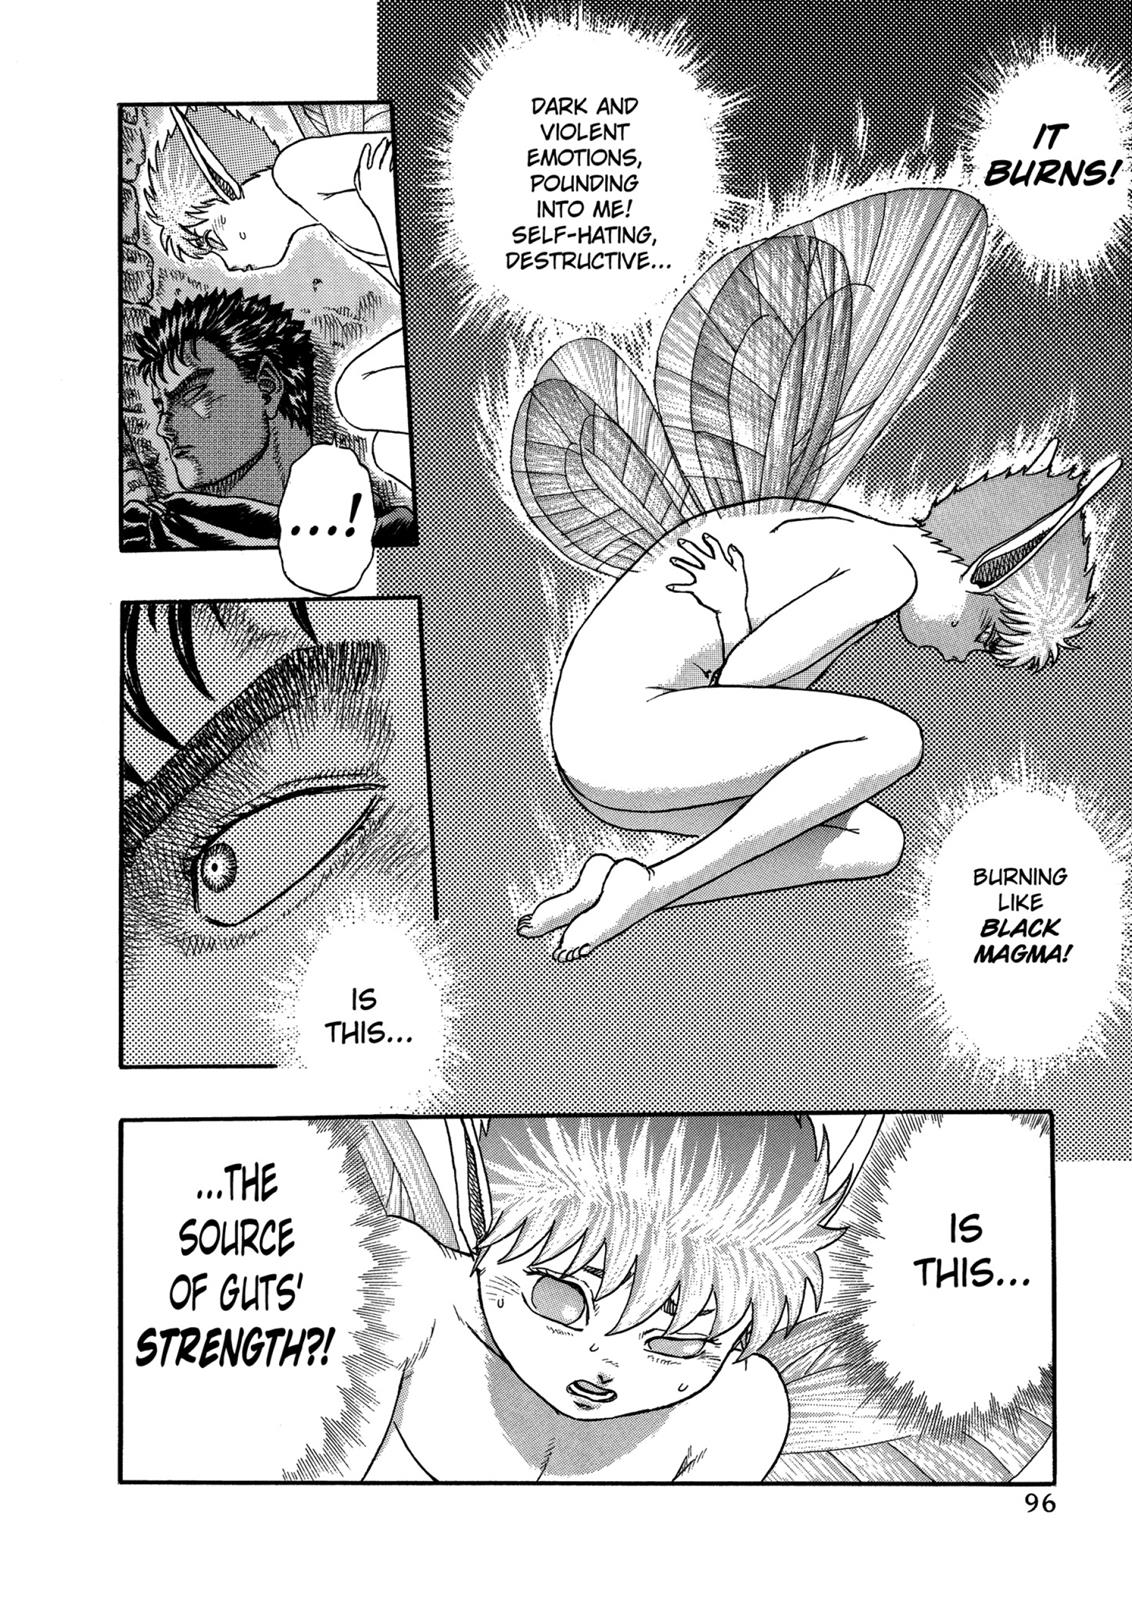 IT
BURNS!
DARK AND
VIOLENT
EMOTIONS,
POUNDING
INTO ME!
SELF-HATING,
DESTRUCTIVE...
BURNING
LIKE
BLACK
MAGMA!
...!
IS
THIS...
IS
THIS...
...THE
SOURCE
OF GUTS'
STRENGTH?!
96